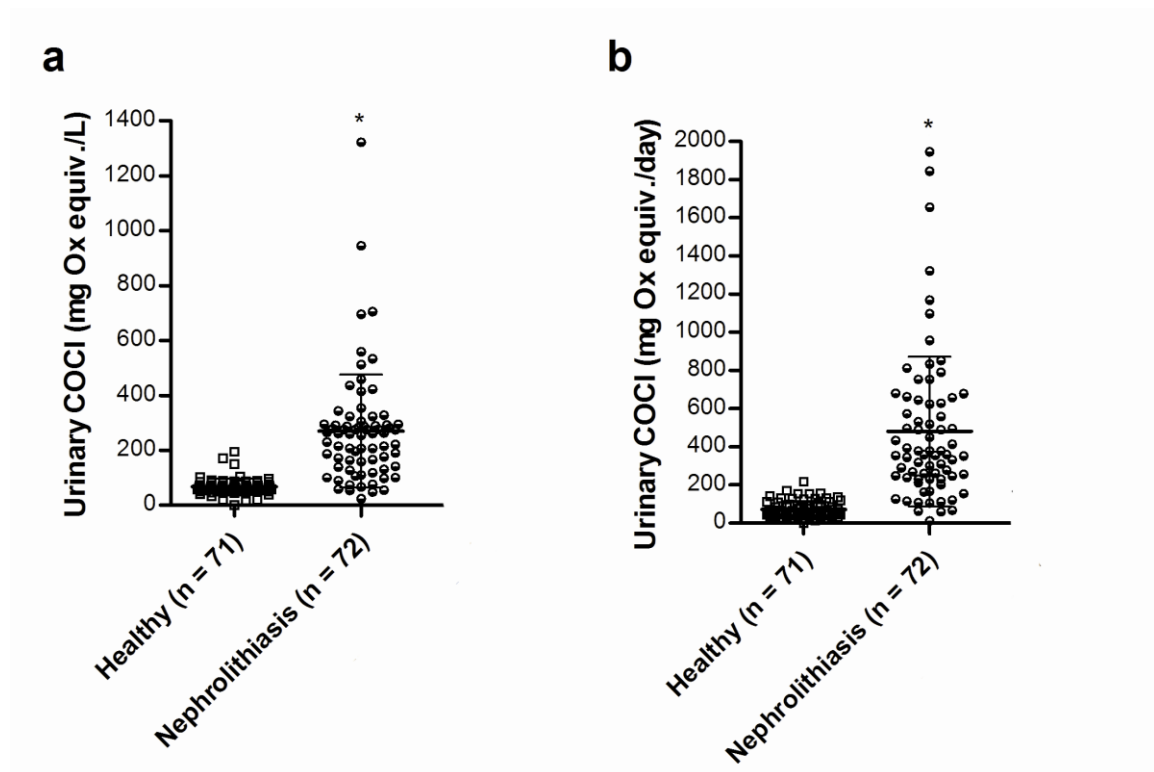 a
Urinary COCI (mg Ox equiv./L)
1400
1200
1000
800
600
400
200
0
*
Healthy (n = 71)
Nephrolithiasis (n = 72)
b
Urinary COCI (mg Ox equiv./day)
2000
1800
1600
1400
1200
1000
800
600
400
200
0
*
Healthy (n = 71)
Nephrolithiasis (n = 72)